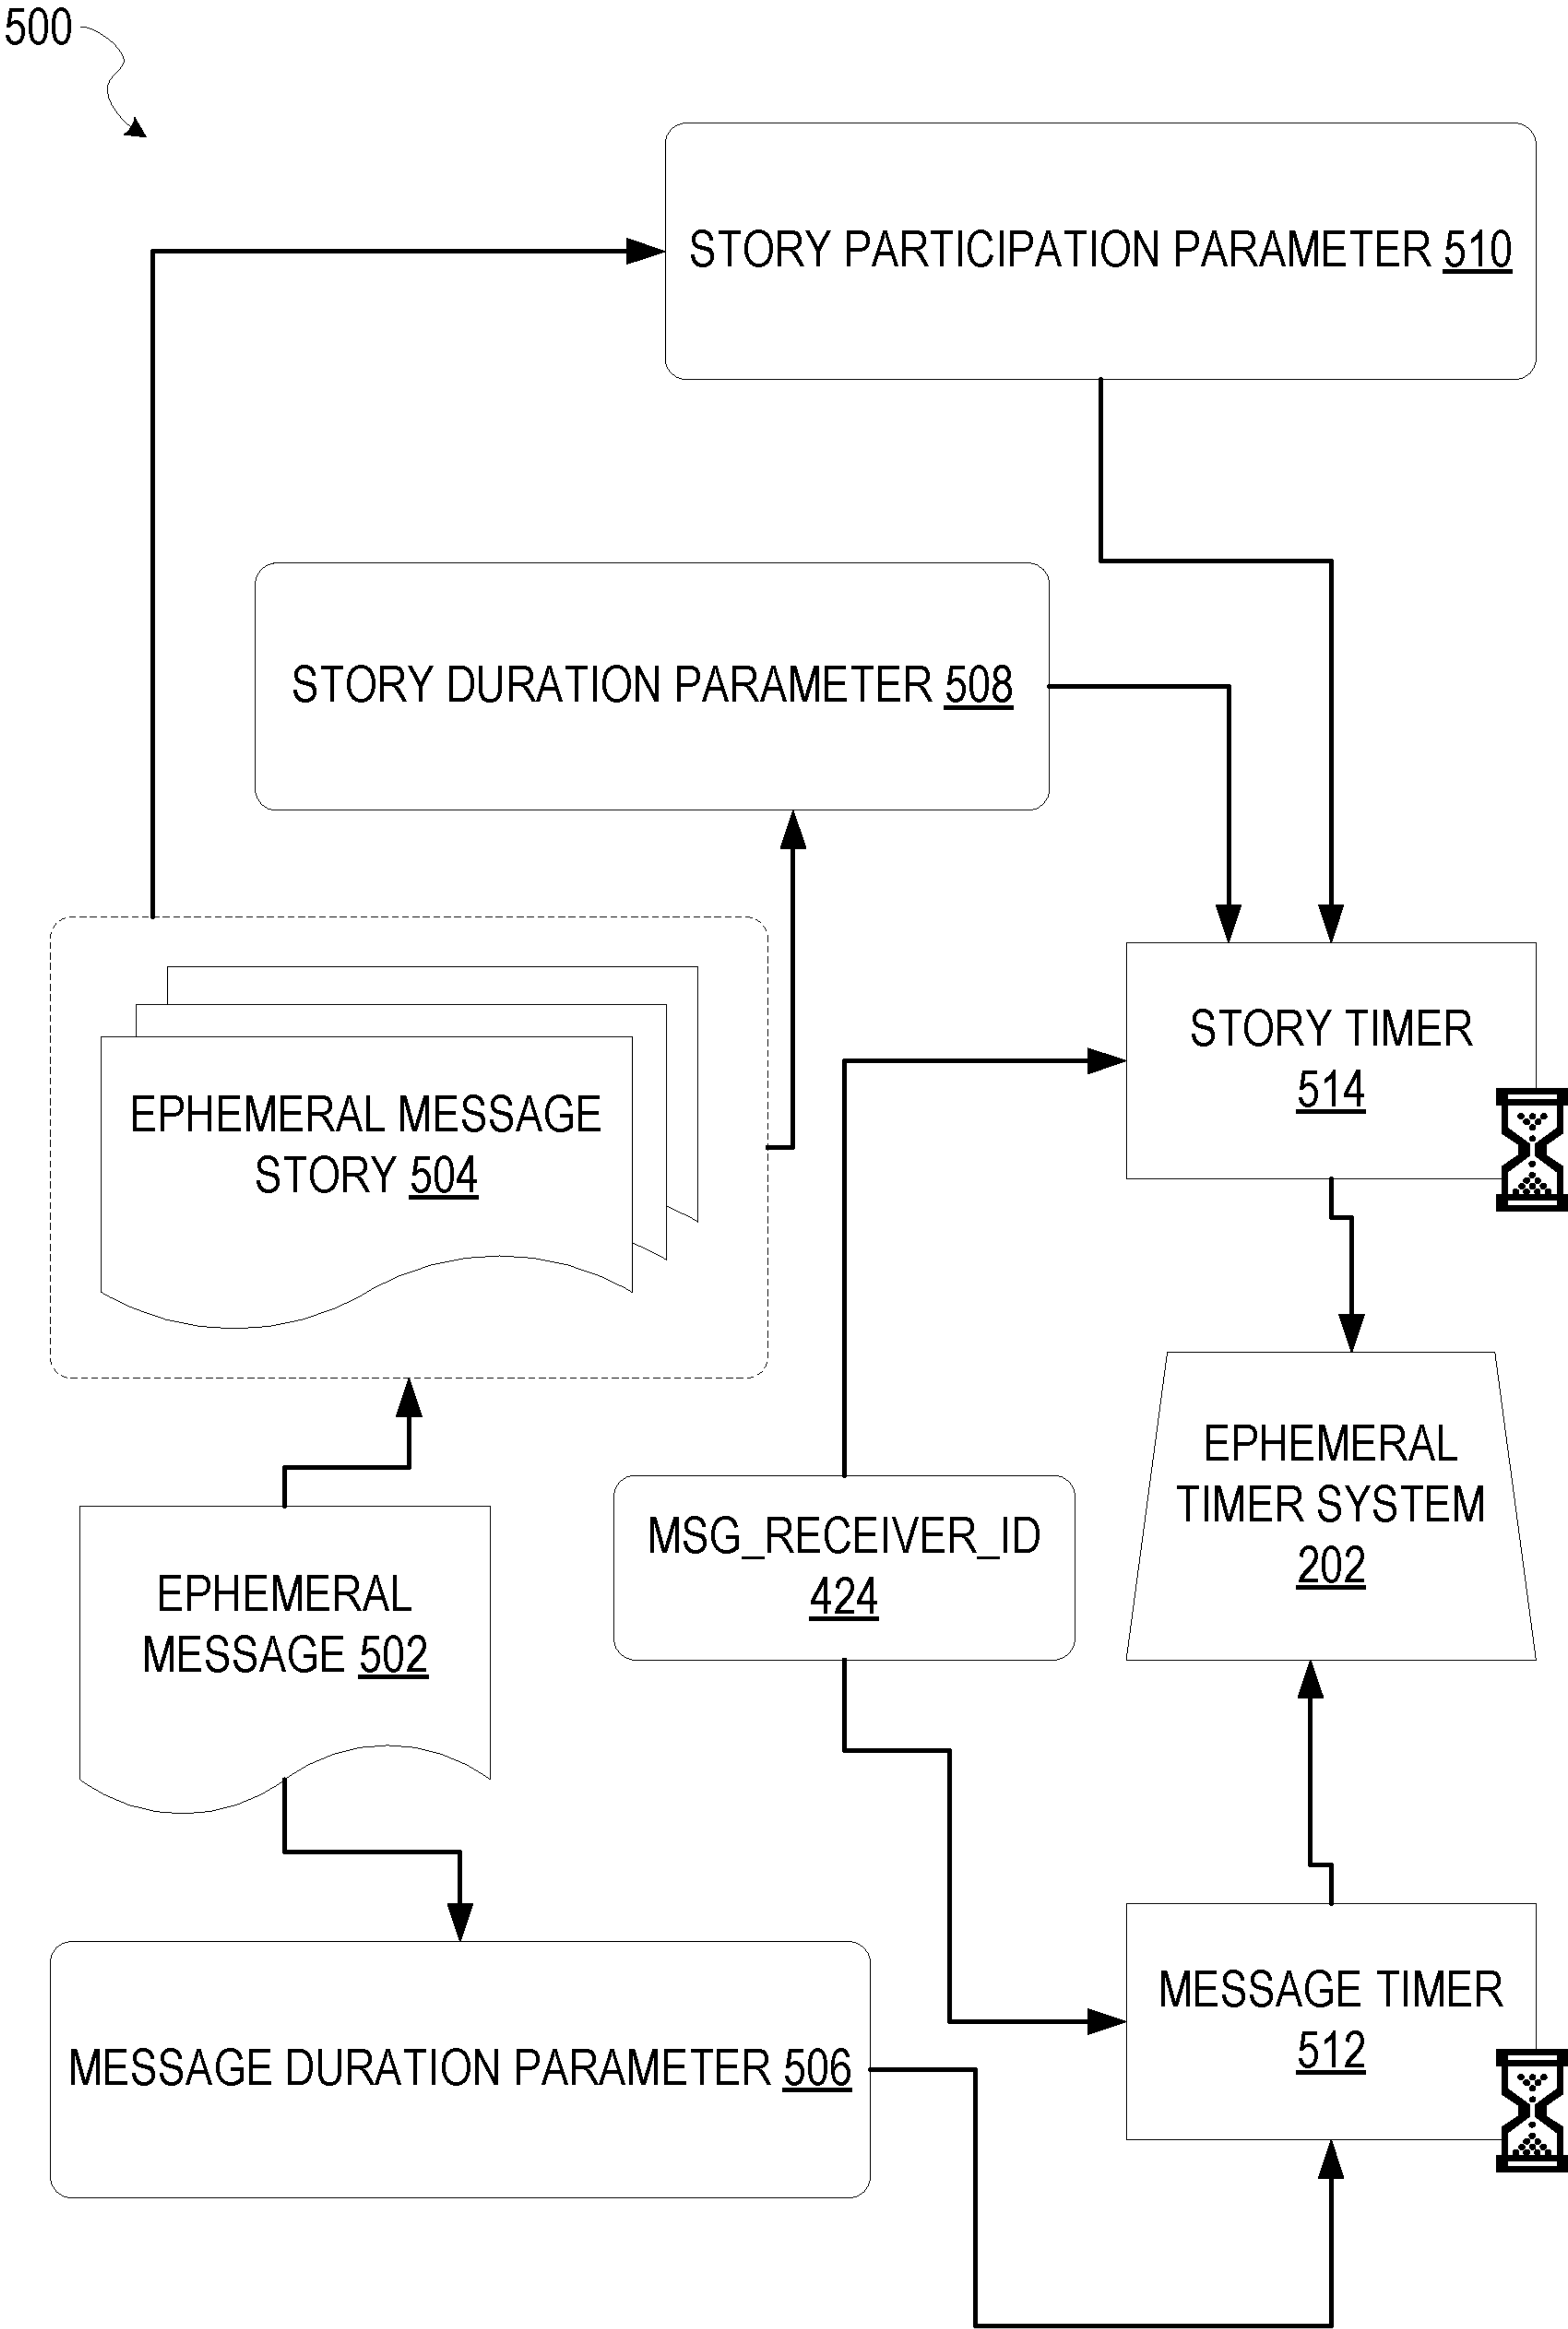 500
STORY PARTICIPATION PARAMETER 510
STORY DURATION PARAMETER 508
STORY TIMER
514
EPHEMERAL MESSAGE
STORY 504
EPHEMERAL
TIMER SYSTEM
202
MSG_RECEIVER_ID
424
EPHEMERAL
MESSAGE 502
MESSAGE TIMER
512
MESSAGE DURATION PARAMETER 506